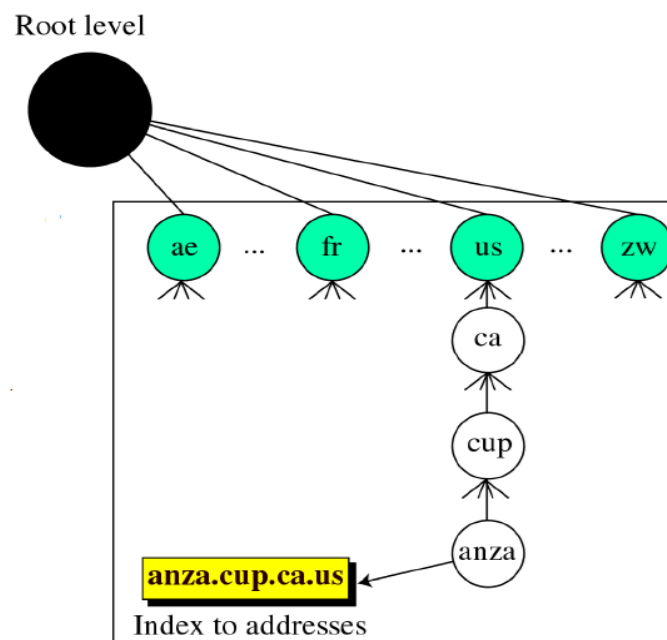 Root level
ae ... fr ... us ... zw
ca
cup
anza
anza.cup.ca.us
Index to addresses